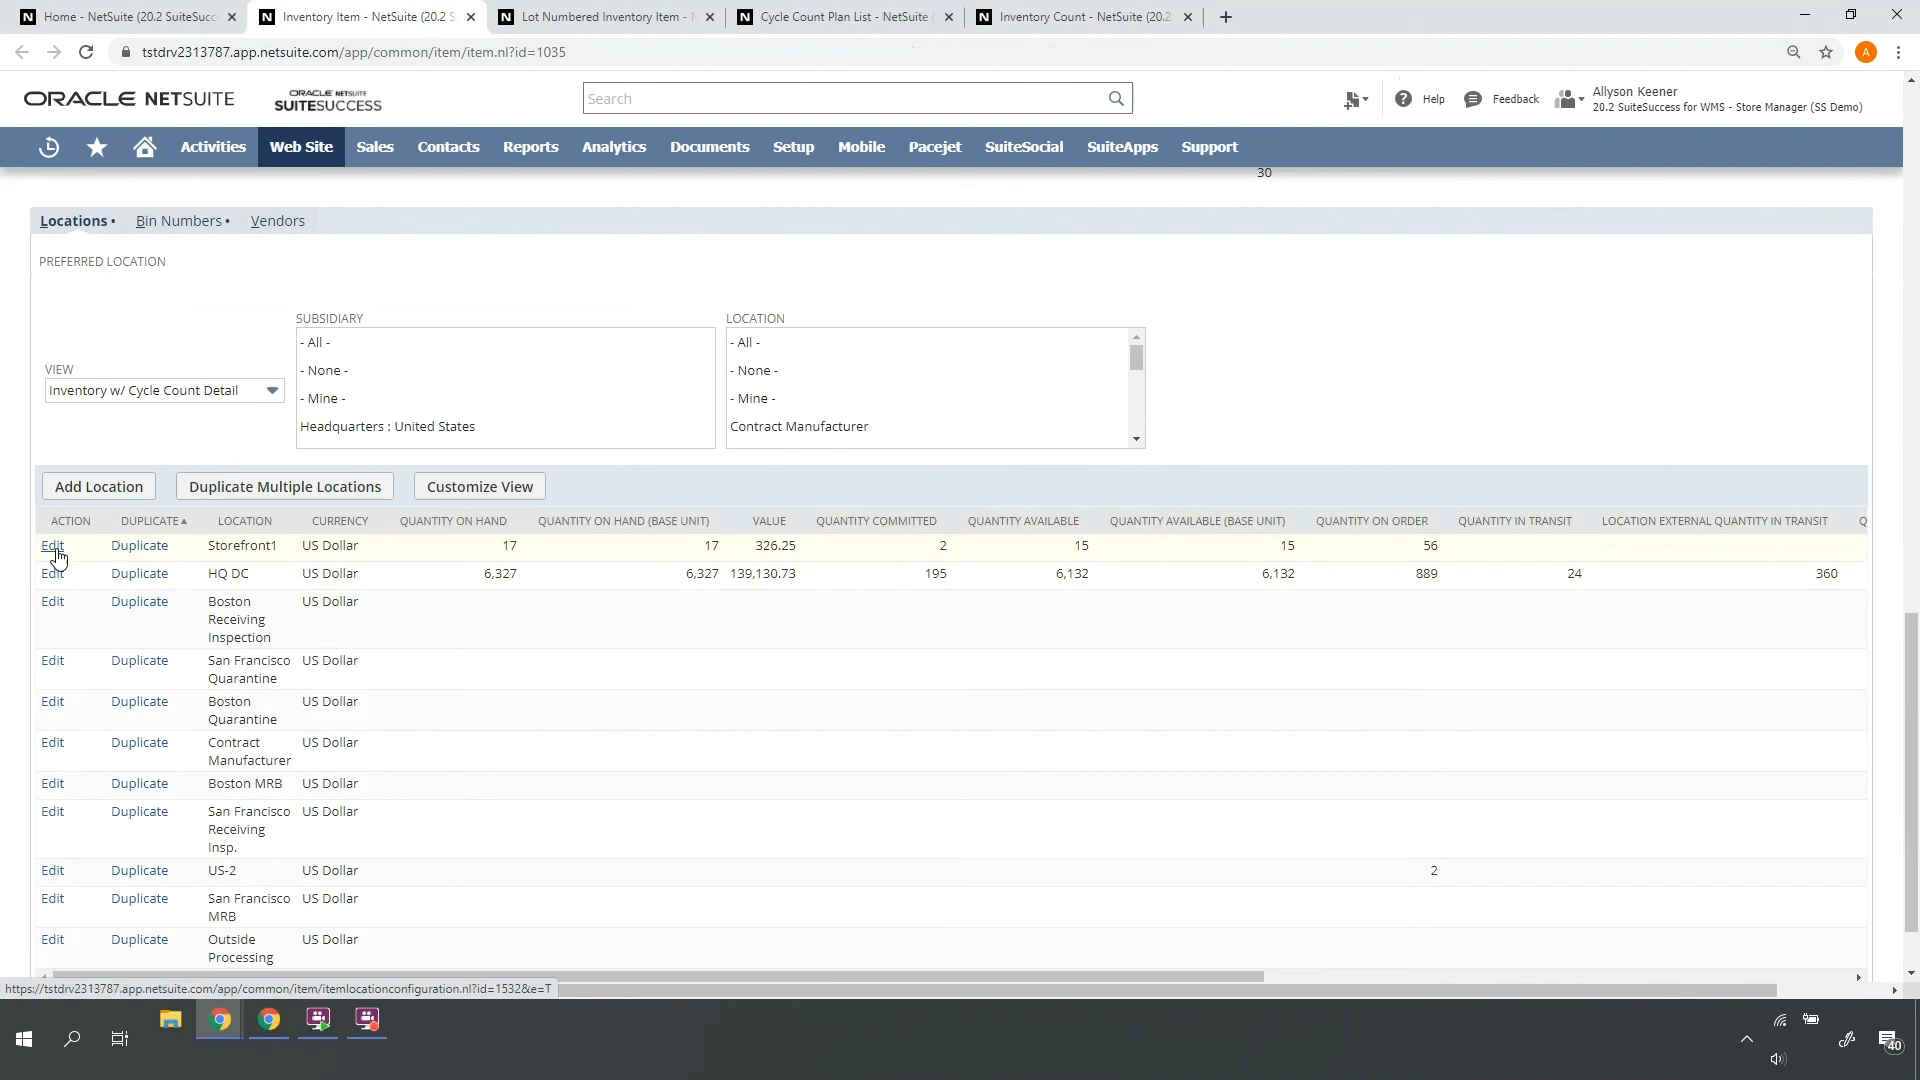 Home - NetSuite (20.2 SuiteSucc
Inventory Item - NetSuite (20.2 S
Lot Numbered Inventory Item - 
Cycle Count Plan List - NetSuite
Inventory Count - NetSuite (20.2
tstdrv2313787.app.netsuite.com/app/common/item/item.nl?id=1035
A
ORACLE NETSUITE
ORACLE NETSUITE
SUITESUCCESS
Search
Help
Feedback
Allyson Keener
20.2 SuiteSuccess for WMS - Store Manager (SS Demo)
Activities Web Site Sales Contacts Reports Analytics Documents Setup Mobile Pacejet SuiteSocial SuiteApps Support
30
Locations • Bin Numbers • Vendors
PREFERRED LOCATION
SUBSIDIARY
LOCATION
- All -
- None -
- Mine -
Headquarters : United States
- All -
- None -
- Mine -
Contract Manufacturer
VIEW
Inventory w/ Cycle Count Detail
Add Location Duplicate Multiple Locations Customize View
ACTION DUPLICATE▲ LOCATION CURRENCY QUANTITY ON HAND QUANTITY ON HAND (BASE UNIT) VALUE QUANTITY COMMITTED QUANTITY AVAILABLE QUANTITY AVAILABLE (BASE UNIT) QUANTITY ON ORDER QUANTITY IN TRANSIT LOCATION EXTERNAL QUANTITY IN TRANSIT Q
Edit Duplicate Storefront1 US Dollar 17 17 326.25 2 15 15 56
Edit Duplicate HQ DC US Dollar 6,327 6,327 139,130.73 195 6,132 6,132 889 24 360
Edit Duplicate Boston US Dollar
Receiving
Inspection
Edit Duplicate San Francisco US Dollar
Quarantine
Edit Duplicate Boston US Dollar
Quarantine
Edit Duplicate Contract US Dollar
Manufacturer
Edit Duplicate Boston MRB US Dollar
Edit Duplicate San Francisco US Dollar
Receiving
Insp.
Edit Duplicate US-2 US Dollar 2
Edit Duplicate San Francisco US Dollar
MRB
Edit Duplicate Outside US Dollar
Processing
https://tstdrv2313787.app.netsuite.com/app/common/item/itemlocationconfiguration.nl?id=1532&e=T
40